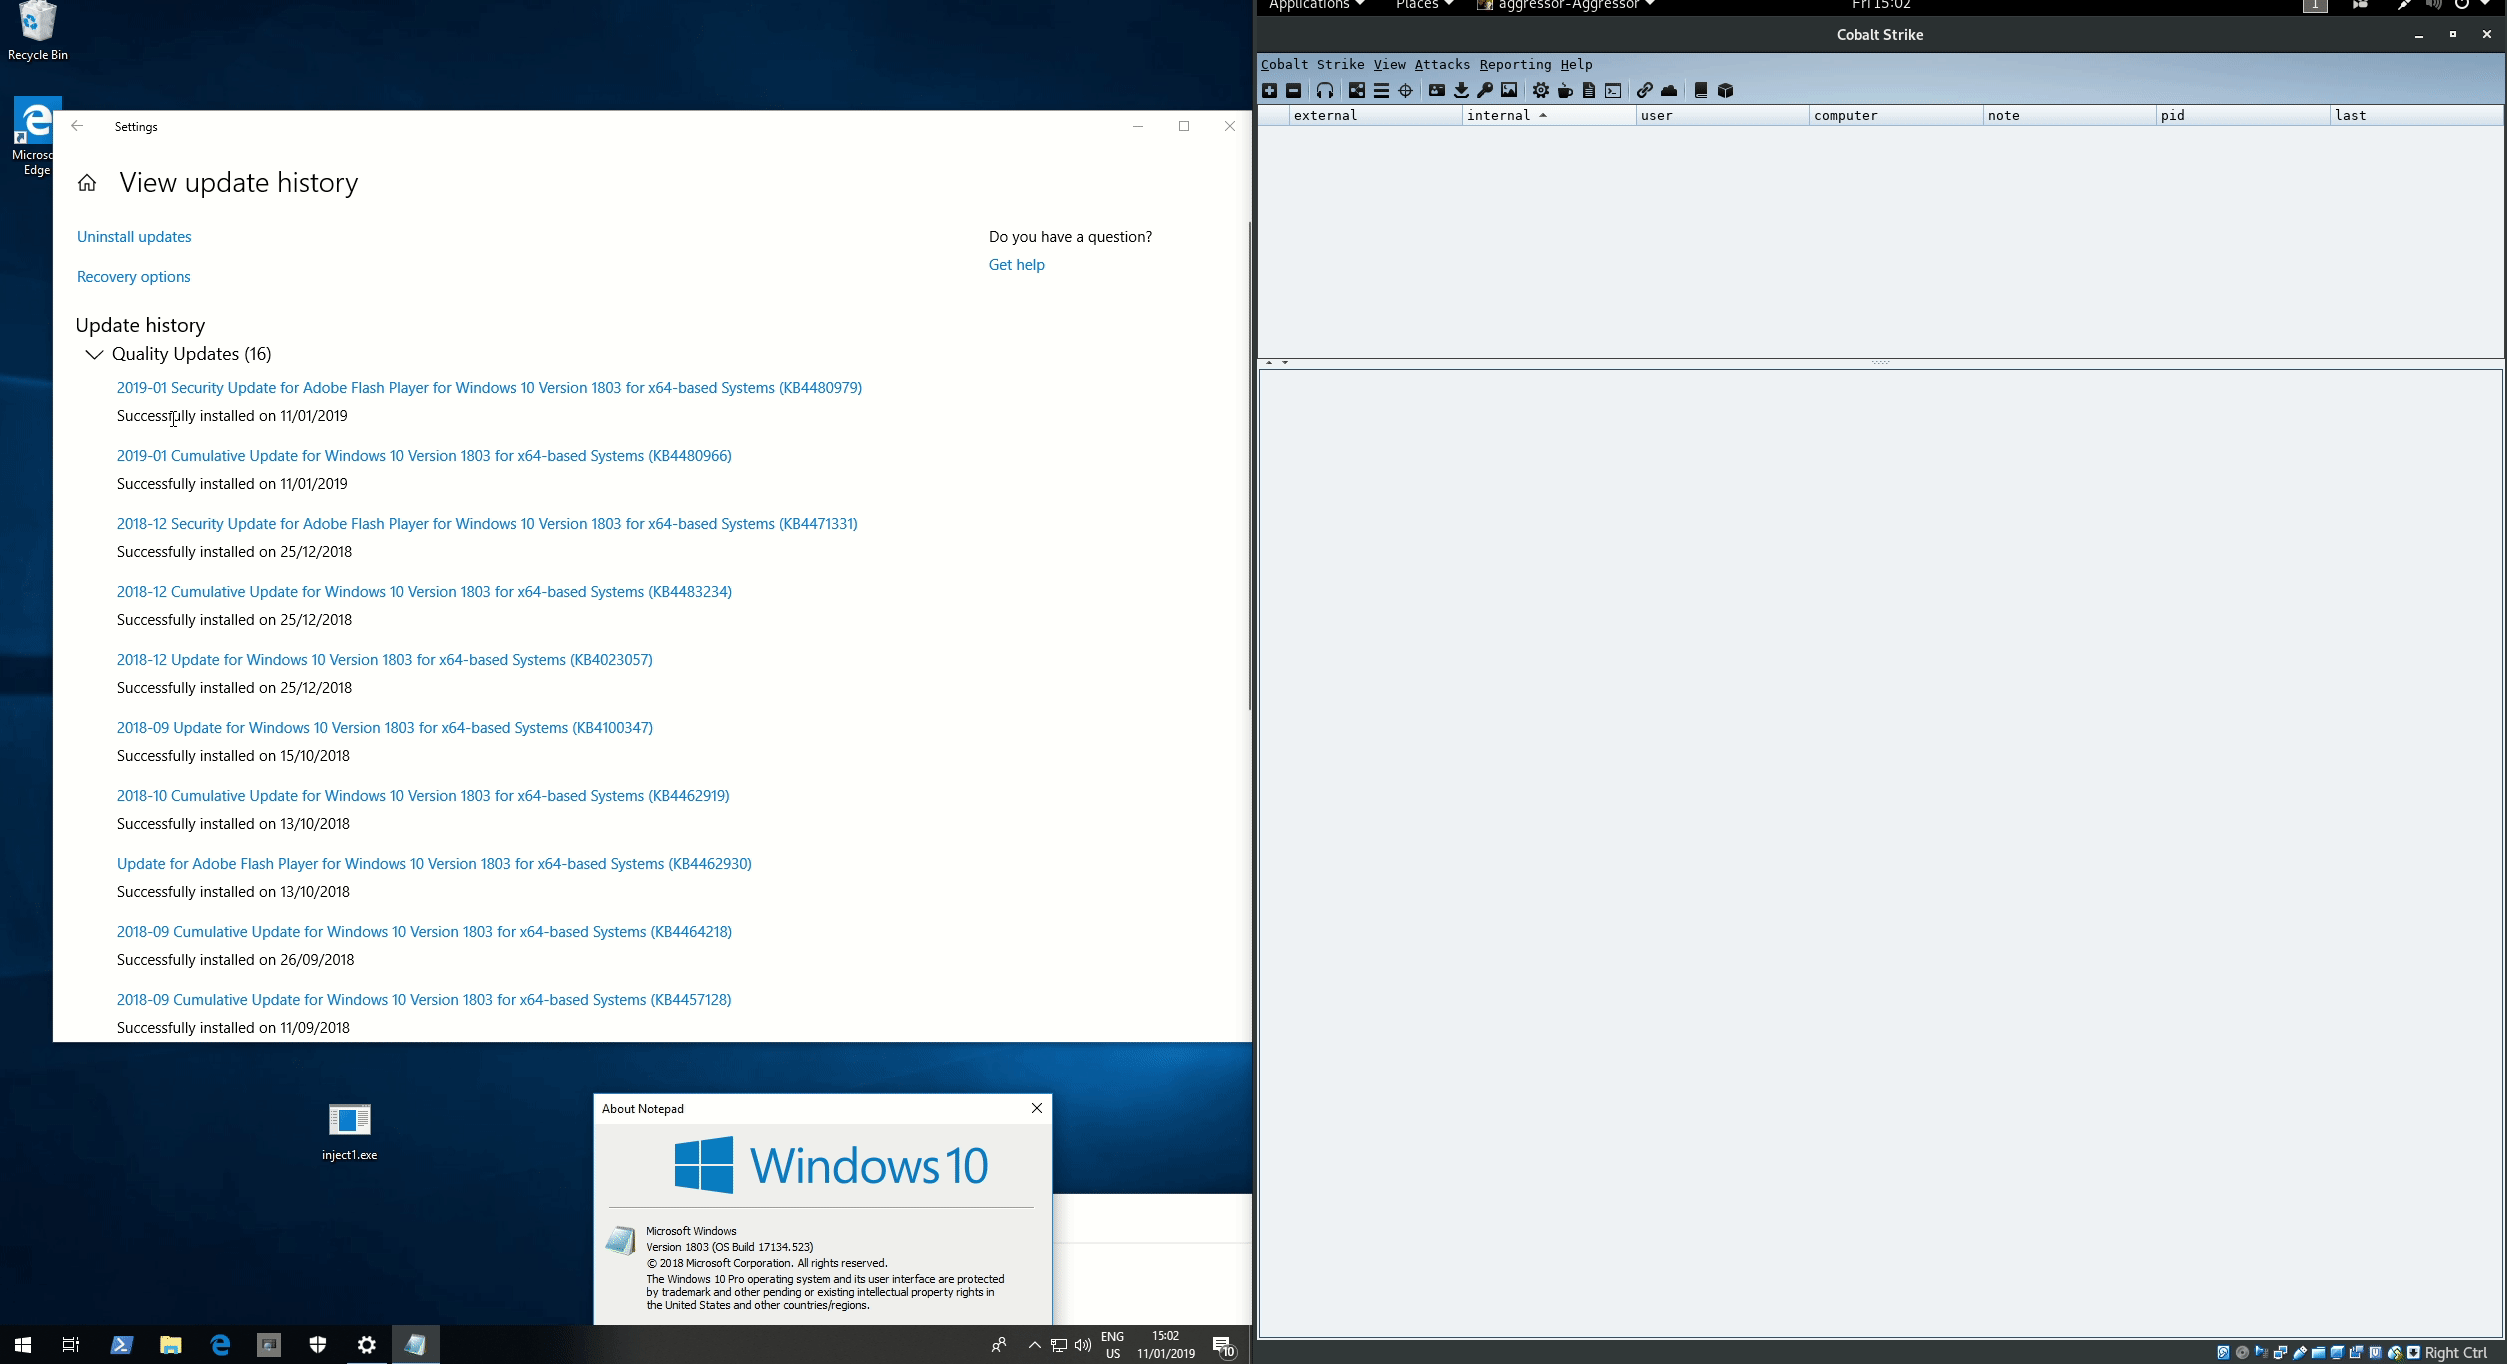 Recycle Bin
Edge
Settings
View update history
Uninstall updates
Recovery options
Do you have a question?
Get help
Update history
Quality Updates (16)
2019-01 Security Update for Adobe Flash Player for Windows 10 Version 1803 for x64-based Systems (KB4480979)
Successfully installed on 11/01/2019
2019-01 Cumulative Update for Windows 10 Version 1803 for x64-based Systems (KB4480966)
Successfully installed on 11/01/2019
2018-12 Security Update for Adobe Flash Player for Windows 10 Version 1803 for x64-based Systems (KB4471331)
Successfully installed on 25/12/2018
2018-12 Cumulative Update for Windows 10 Version 1803 for x64-based Systems (KB4483234)
Successfully installed on 25/12/2018
2018-12 Update for Windows 10 Version 1803 for x64-based Systems (KB4023057)
Successfully installed on 25/12/2018
2018-09 Update for Windows 10 Version 1803 for x64-based Systems (KB4100347)
Successfully installed on 15/10/2018
2018-10 Cumulative Update for Windows 10 Version 1803 for x64-based Systems (KB4462919)
Successfully installed on 13/10/2018
Update for Adobe Flash Player for Windows 10 Version 1803 for x64-based Systems (KB4462930)
Successfully installed on 13/10/2018
2018-09 Cumulative Update for Windows 10 Version 1803 for x64-based Systems (KB4464218)
Successfully installed on 26/09/2018
2018-09 Cumulative Update for Windows 10 Version 1803 for x64-based Systems (KB4457128)
Successfully installed on 11/09/2018
inject1.exe
About Notepad
Windows 10
Microsoft Windows
Version 1803 (OS Build 17134.523)
© 2018 Microsoft Corporation. All rights reserved.
The Windows 10 Pro operating system and its user interface are protected
by trademark and other pending or existing intellectual property rights in
the United States and other countries/regions.
ENG
US
15:02
11/01/2019
10
Applications
Places
aggressor-Aggressor
Fri 15:02
1
Cobalt Strike
Cobalt Strike View Attacks Reporting Help
external internal user computer note pid last
Right Ctrl